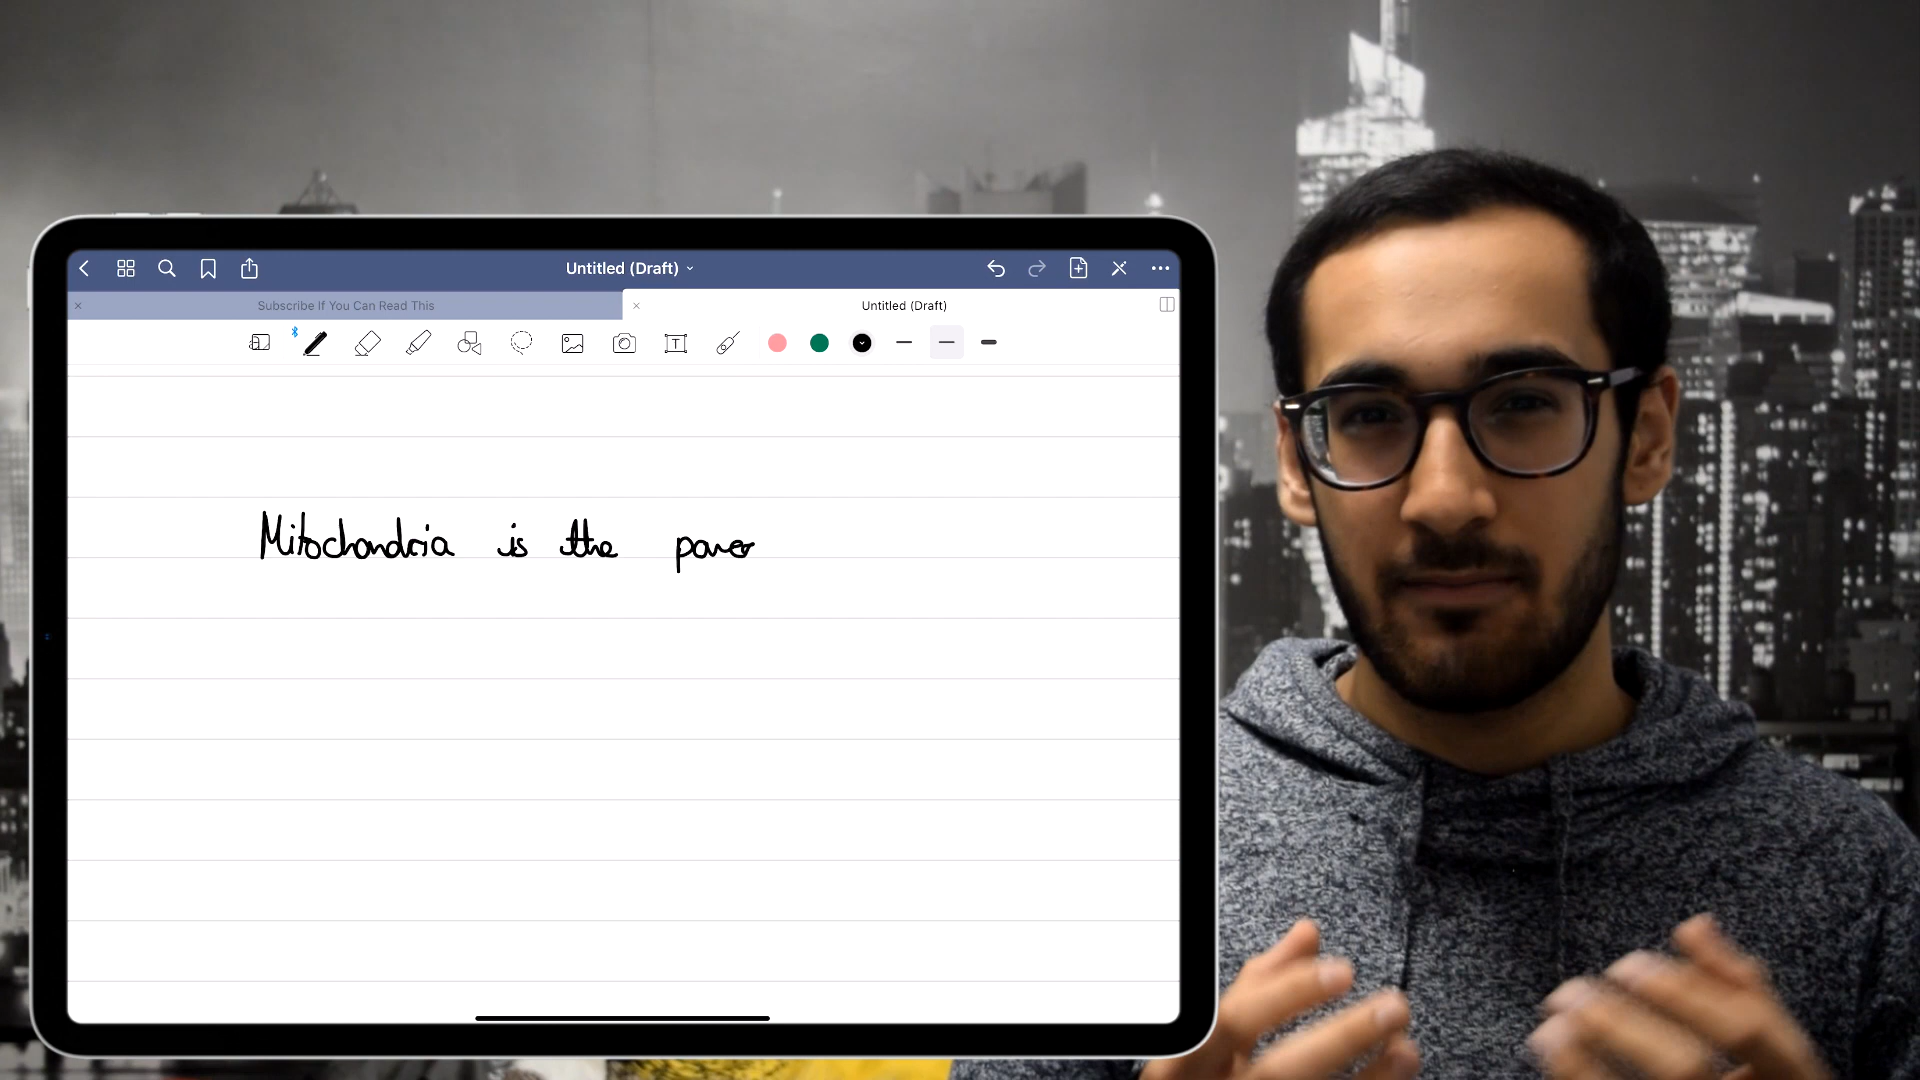 Untitled (Draft)
Subscribe If You Can Read This
Untitled (Draft)
T
Mitochondria is the power